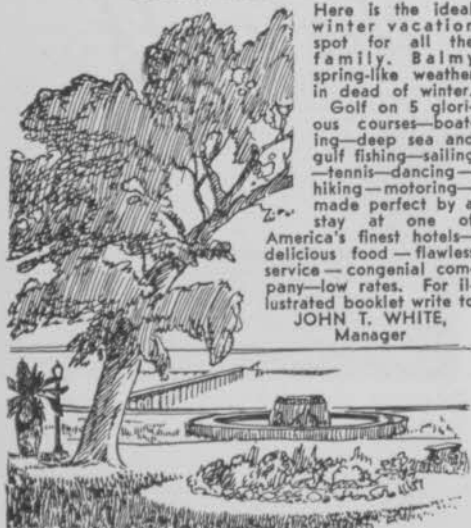 Here is the ideal
winter vacation
spot for all the
family. Balmy
spring-like weather
in dead of winter.
Golf on 5 glori-
ous courses—boat-
ing—deep sea and
gulf fishing—sailing
—tennis—dancing—
hiking—motoring—
made perfect by a
stay at one of
America's finest hotels—
delicious food—flawless
service—congenial com
pany—low rates. For il-
lustrated booklet write to
JOHN T. WHITE,
Manager